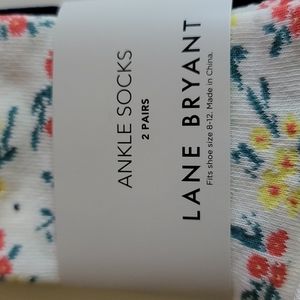 ANKLE SOCKS
2 PAIRS
LANE BRYANT
Fits shoe size 8-12. Made in China.